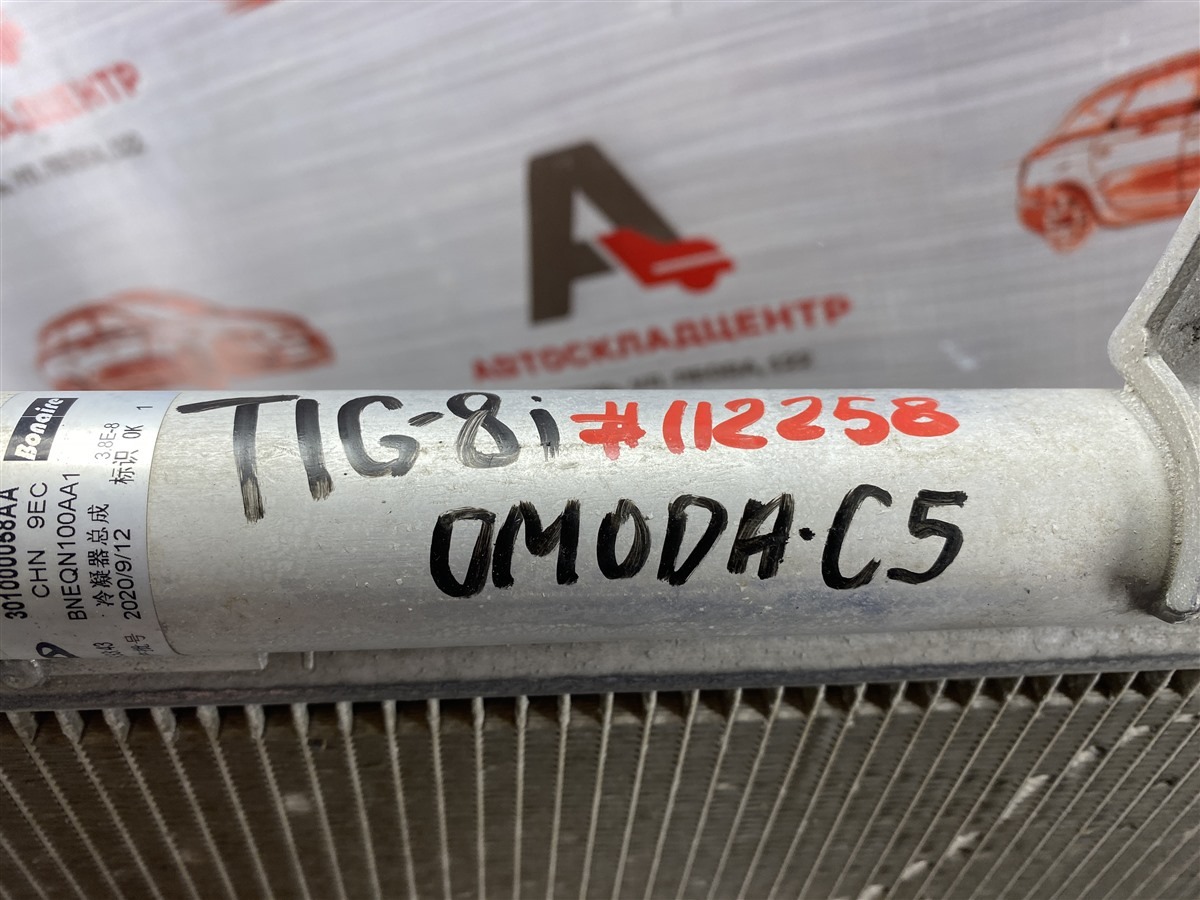 АВТОСКЛАДЦЕНТР
TIG-8i #112258
OMODA·C5
Bonaire
3.8E-8
标识 OK 1
301000068AA
CHN 9EC
BNEQN100AA1
冷凝器总成
2020/9/12